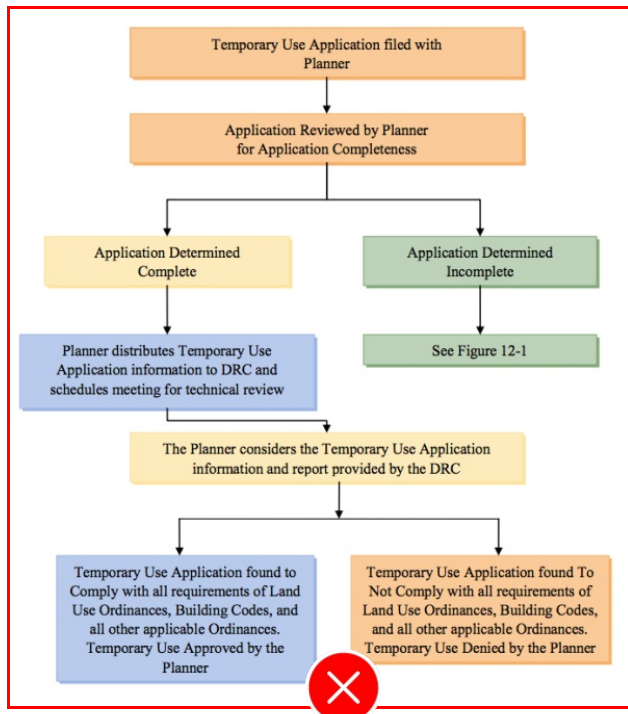 Temporary Use Application filed with
Planner
Application Reviewed by Planner
for Application Completeness
Application Determined
Complete
Application Determined
Incomplete
Planner distributes Temporary Use
Application information to DRC and
schedules meeting for technical review
See Figure 12-1
The Planner considers the Temporary Use Application
information and report provided by the DRC
Temporary Use Application found to
Comply with all requirements of Land
Use Ordinances, Building Codes, and
all other applicable Ordinances.
Temporary Use Approved by the
Planner
Temporary Use Application found To
Not Comply with all requirements of
Land Use Ordinances, Building Codes,
and all other applicable Ordinances.
Temporary Use Denied by the Planner